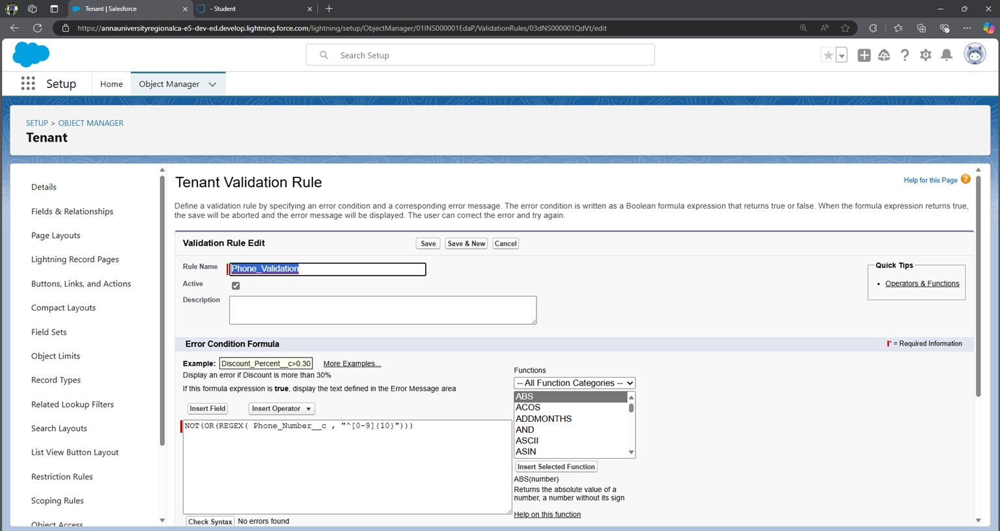 Tenant | Salesforce
- Student
https://annauniversityregionalca-e5-dev-ed.develop.lightning.force.com/lightning/setup/ObjectManager/01INS000001EdaP/ValidationRules/03dNS000001QdVt/edit
Search Setup
Setup
Home
Object Manager
SETUP > OBJECT MANAGER
Tenant
Details
Fields & Relationships
Page Layouts
Lightning Record Pages
Buttons, Links, and Actions
Compact Layouts
Field Sets
Object Limits
Record Types
Related Lookup Filters
Search Layouts
List View Button Layout
Restriction Rules
Scoping Rules
Object Access
Tenant Validation Rule
Help for this Page ?
Define a validation rule by specifying an error condition and a corresponding error message. The error condition is written as a Boolean formula expression that returns true or false. When the formula expression returns true,
the save will be aborted and the error message will be displayed. The user can correct the error and try again.
Validation Rule Edit
Save
Save & New
Cancel
Rule Name
Phone_Validation
Active
Description
Quick Tips
• Operators & Functions
Error Condition Formula
* = Required Information
Example: Discount_Percent__c>0.30 More Examples...
Display an error if Discount is more than 30%
If this formula expression is true, display the text defined in the Error Message area
Insert Field
Insert Operator
NOT(OR(REGEX( Phone_Number__c , "^[0-9]{10}")))
Check Syntax No errors found
Functions
-- All Function Categories --
ABS
ACOS
ADDMONTHS
AND
ASCII
ASIN
Insert Selected Function
ABS(number)
Returns the absolute value of a
number, a number without its sign
Help on this function